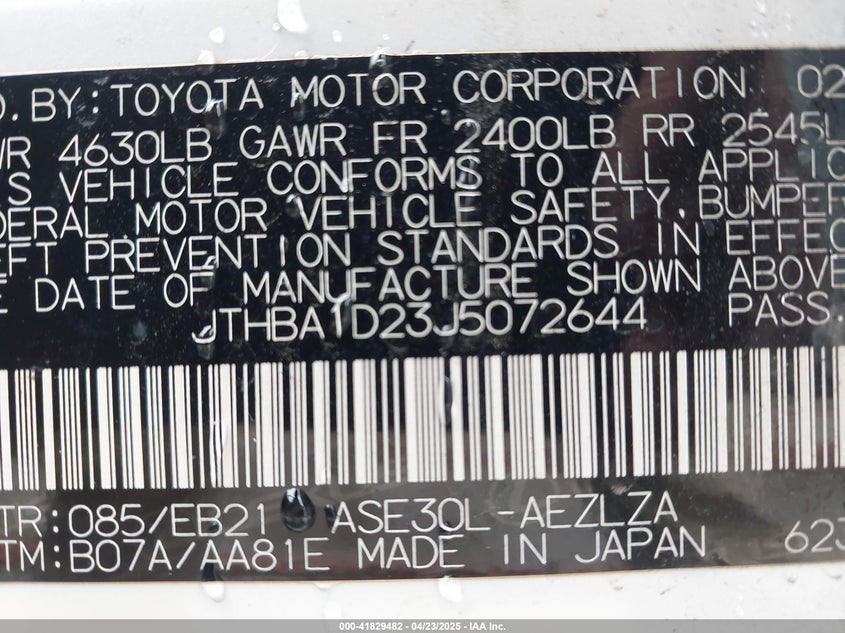 D. BY: TOYOTA MOTOR CORPORATION 02
WR 4630LB GAWR FR 2400LB RR 2545L
S VEHICLE CONFORMS TO ALL APPLIC
DERAL MOTOR VEHICLE SAFETY, BUMPER
EFT PREVENTION STANDARDS IN EFFEC
E DATE OF MANUFACTURE SHOWN ABOVE
JTHBA1D23J5072644 PASS.
TR: 085/EB21 ASE30L-AEZLZA
TM: B07A/AA81E MADE IN JAPAN 623
000-41829482 - 04/23/2025 - IAA Inc.